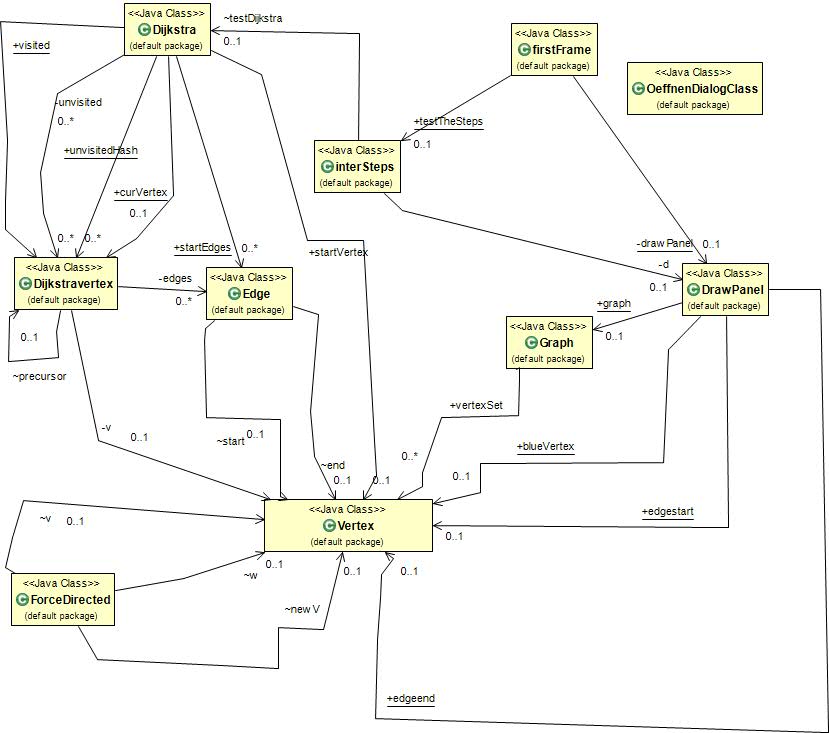 <<Java Class>>
Dijkstra
(default package)
~testDijkstra
0..1
<<Java Class>>
firstFrame
(default package)
+visited
<<Java Class>>
OeffnenDialogClass
(default package)
-unvisited
0..*
+testTheSteps
0..1
+unvisitedHash
<<Java Class>>
interSteps
(default package)
+curVertex
0..1
0..*
0..*
+startEdges
0..*
+startVertex
-drawPanel
0..1
-d
0..1
<<Java Class>>
Dijkstravertex
(default package)
-edges
0..*
<<Java Class>>
Edge
(default package)
<<Java Class>>
DrawPanel
(default package)
+graph
0..1
<<Java Class>>
Graph
(default package)
0..1
~precursor
+vertexSet
0..*
-v
0..1
~start
0..1
+blueVertex
0..1
~end
0..1
0..1
<<Java Class>>
Vertex
(default package)
+edgestart
0..1
~v
0..1
~w
0..1
0..1
0..1
<<Java Class>>
ForceDirected
(default package)
~new V
+edgeend